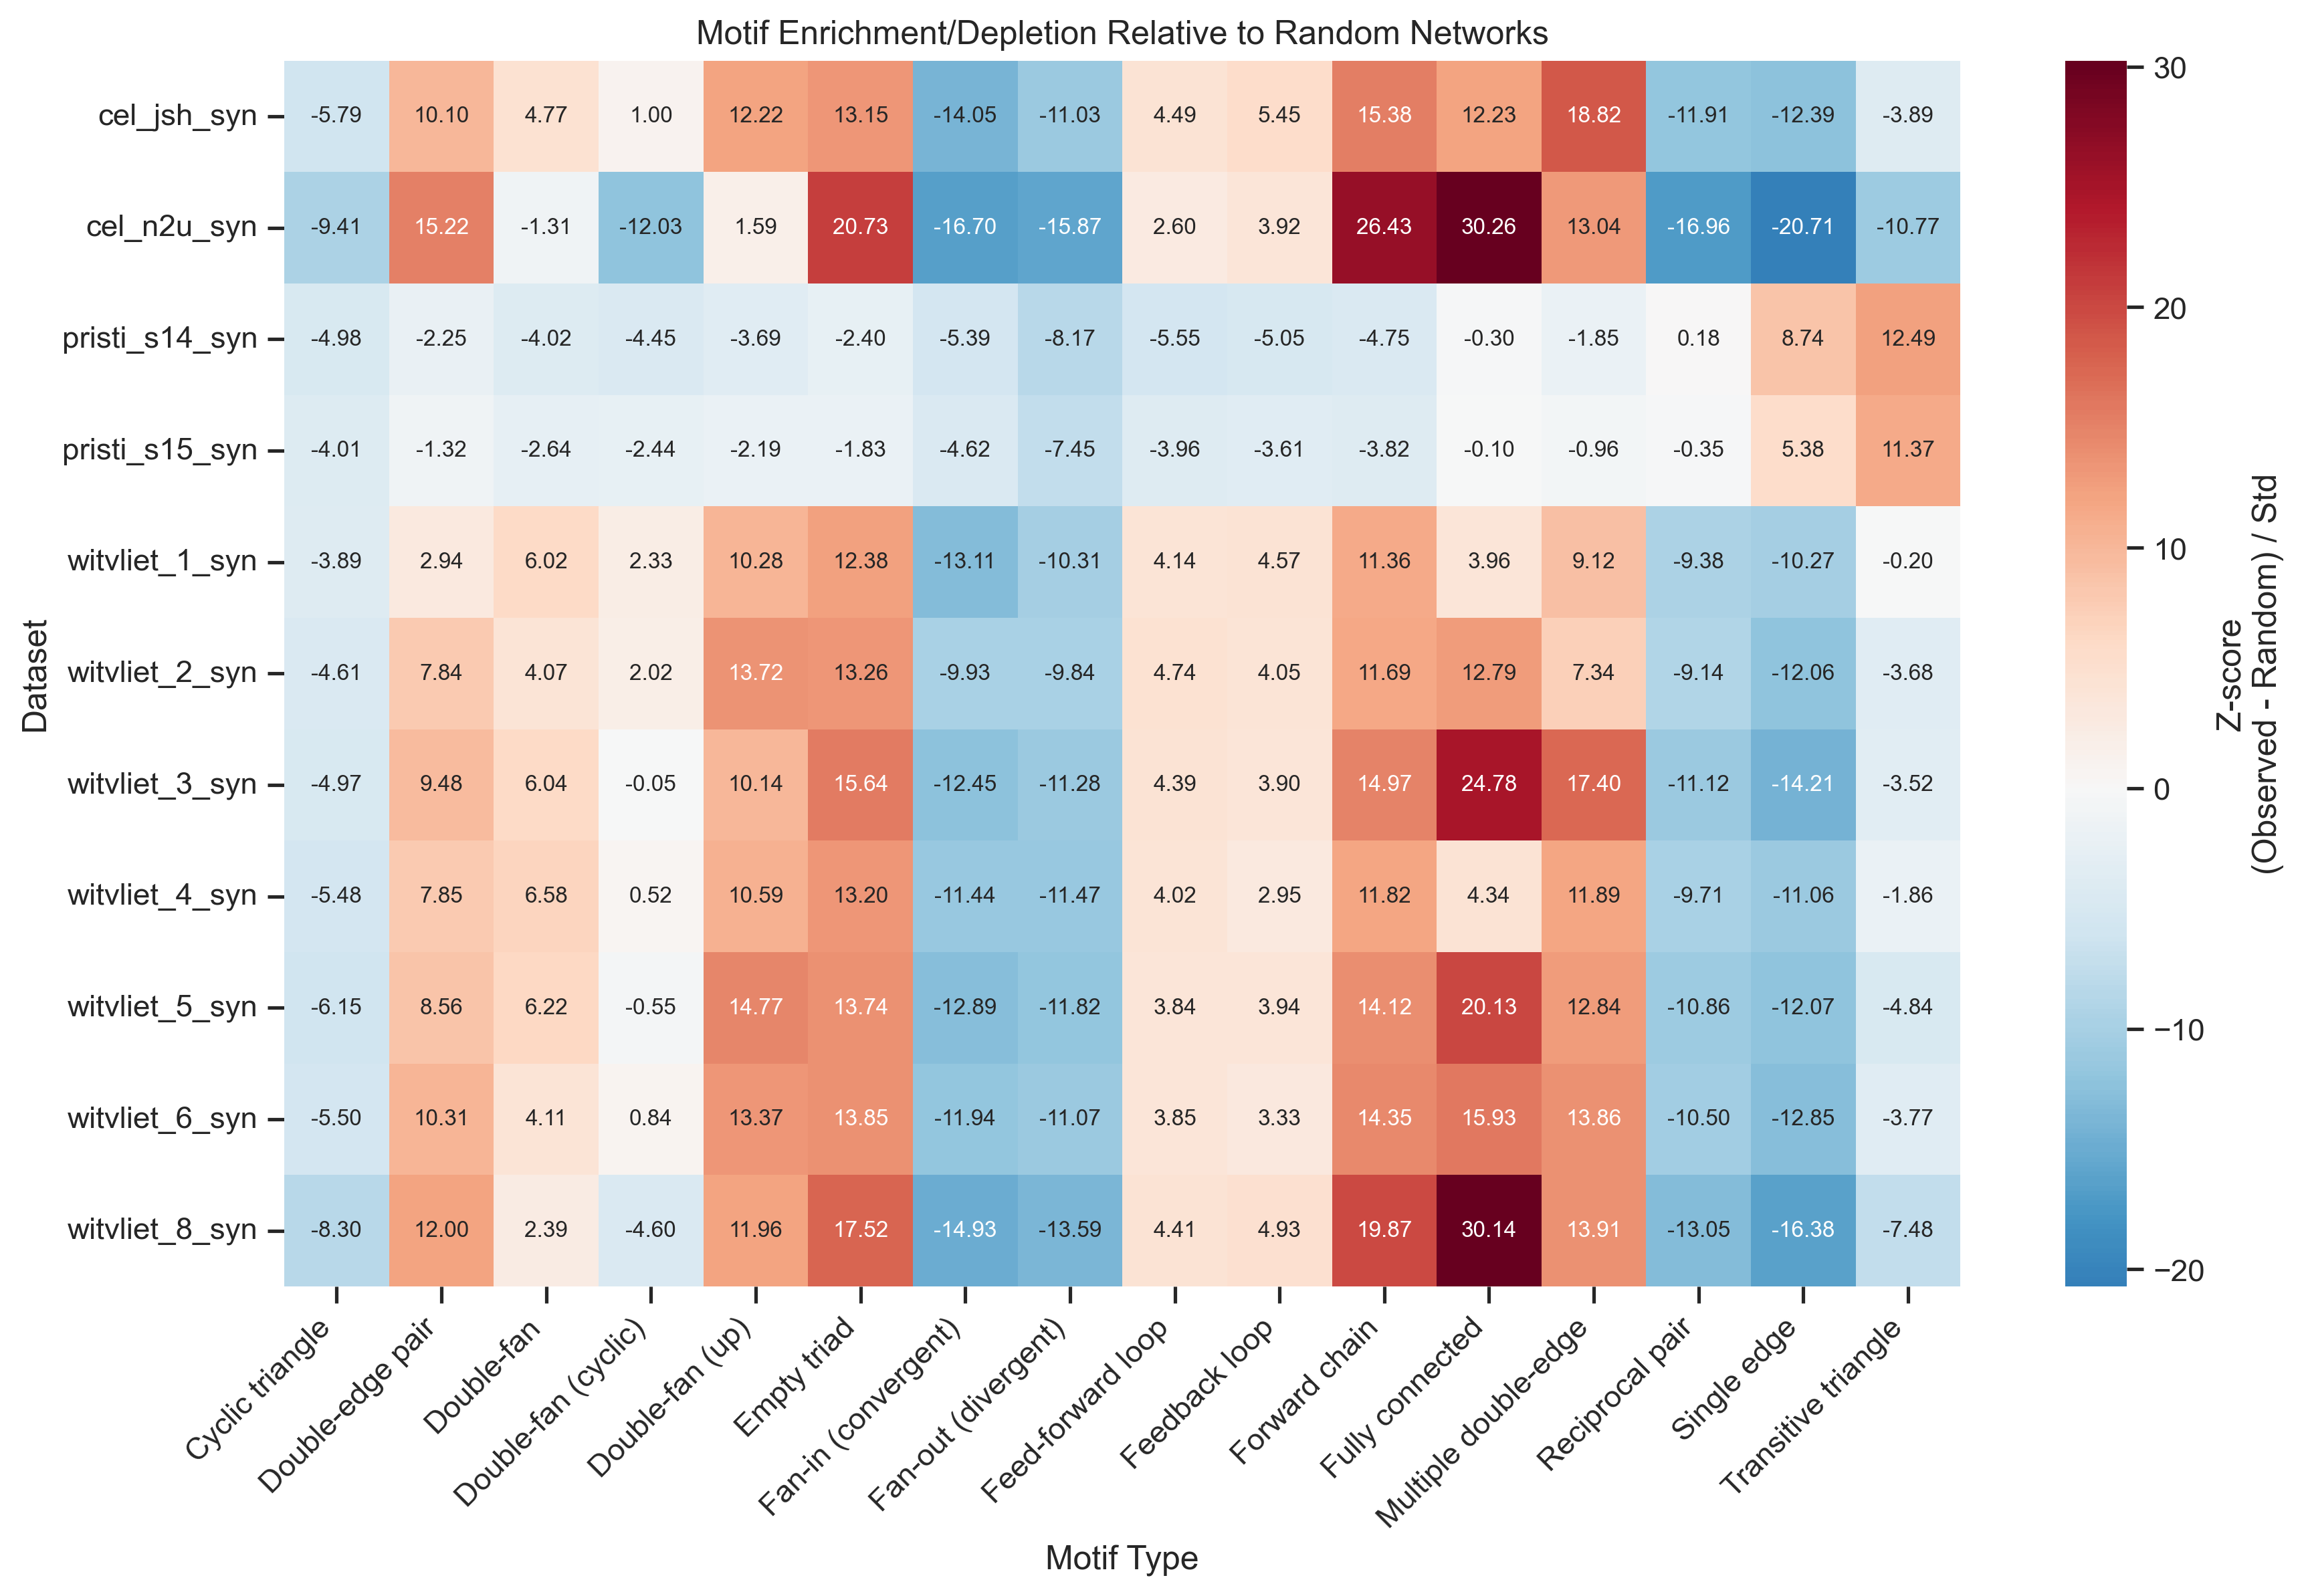 Motif Enrichment/Depletion Relative to Random Networks
cel_jsh_syn -5.79 10.10 4.77 1.00 12.22 13.15 -14.05 -11.03 4.49 5.45 15.38 12.23 18.82 -11.91 -12.39 -3.89
cel_n2u_syn -9.41 15.22 -1.31 -12.03 1.59 20.73 -16.70 -15.87 2.60 3.92 26.43 30.26 13.04 -16.96 -20.71 -10.77
pristi_s14_syn -4.98 -2.25 -4.02 -4.45 -3.69 -2.40 -5.39 -8.17 -5.55 -5.05 -4.75 -0.30 -1.85 0.18 8.74 12.49
pristi_s15_syn -4.01 -1.32 -2.64 -2.44 -2.19 -1.83 -4.62 -7.45 -3.96 -3.61 -3.82 -0.10 -0.96 -0.35 5.38 11.37
witvliet_1_syn -3.89 2.94 6.02 2.33 10.28 12.38 -13.11 -10.31 4.14 4.57 11.36 3.96 9.12 -9.38 -10.27 -0.20
witvliet_2_syn -4.61 7.84 4.07 2.02 13.72 13.26 -9.93 -9.84 4.74 4.05 11.69 12.79 7.34 -9.14 -12.06 -3.68
witvliet_3_syn -4.97 9.48 6.04 -0.05 10.14 15.64 -12.45 -11.28 4.39 3.90 14.97 24.78 17.40 -11.12 -14.21 -3.52
witvliet_4_syn -5.48 7.85 6.58 0.52 10.59 13.20 -11.44 -11.47 4.02 2.95 11.82 4.34 11.89 -9.71 -11.06 -1.86
witvliet_5_syn -6.15 8.56 6.22 -0.55 14.77 13.74 -12.89 -11.82 3.84 3.94 14.12 20.13 12.84 -10.86 -12.07 -4.84
witvliet_6_syn -5.50 10.31 4.11 0.84 13.37 13.85 -11.94 -11.07 3.85 3.33 14.35 15.93 13.86 -10.50 -12.85 -3.77
witvliet_8_syn -8.30 12.00 2.39 -4.60 11.96 17.52 -14.93 -13.59 4.41 4.93 19.87 30.14 13.91 -13.05 -16.38 -7.48
Dataset
Cyclic triangle
Double-edge pair
Double-fan
Double-fan (cyclic)
Double-fan (up)
Empty triad
Fan-in (convergent)
Fan-out (divergent)
Feed-forward loop
Feedback loop
Forward chain
Fully connected
Multiple double-edge
Reciprocal pair
Single edge
Transitive triangle
Motif Type
30
20
10
0
−10
−20
Z-score
(Observed - Random) / Std